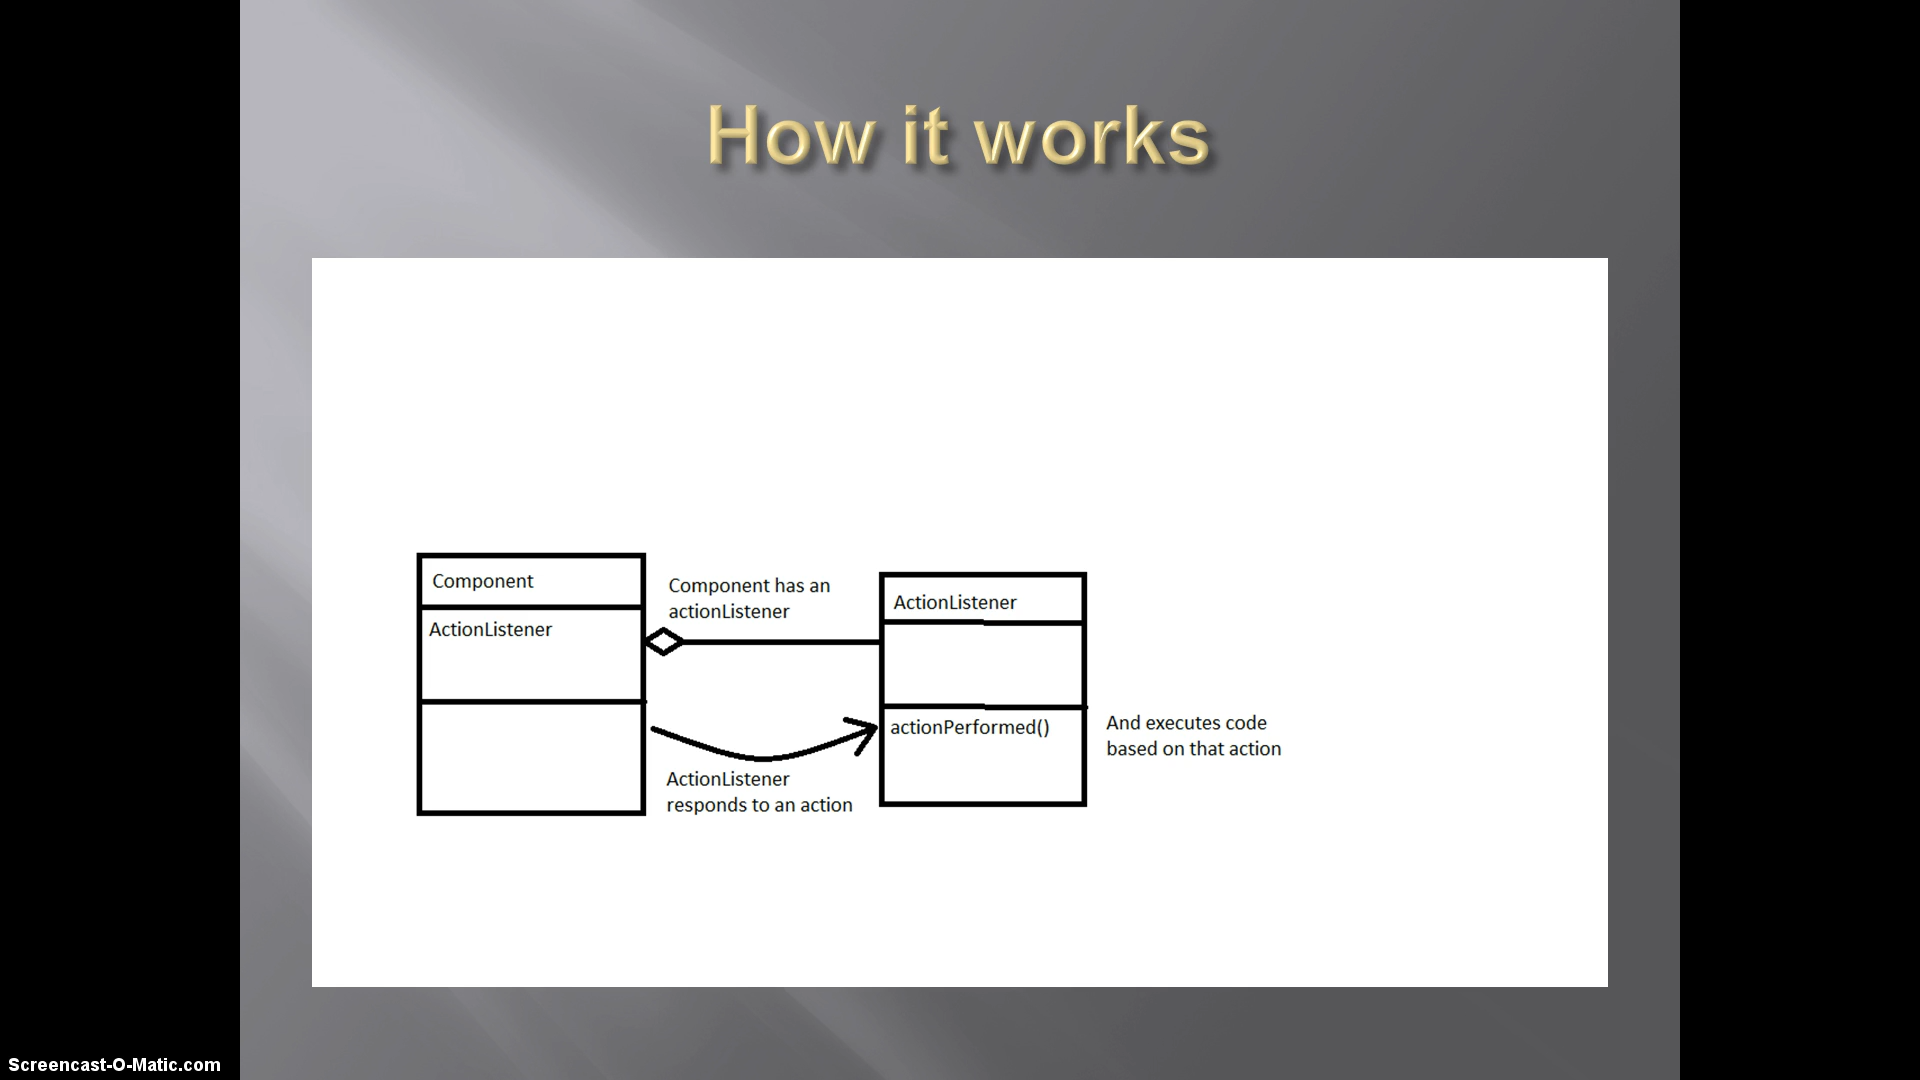 How it works
Component
ActionListener
Component has an
actionListener
ActionListener
actionPerformed()
ActionListener
responds to an action
And executes code
based on that action
Screencast-O-Matic.com